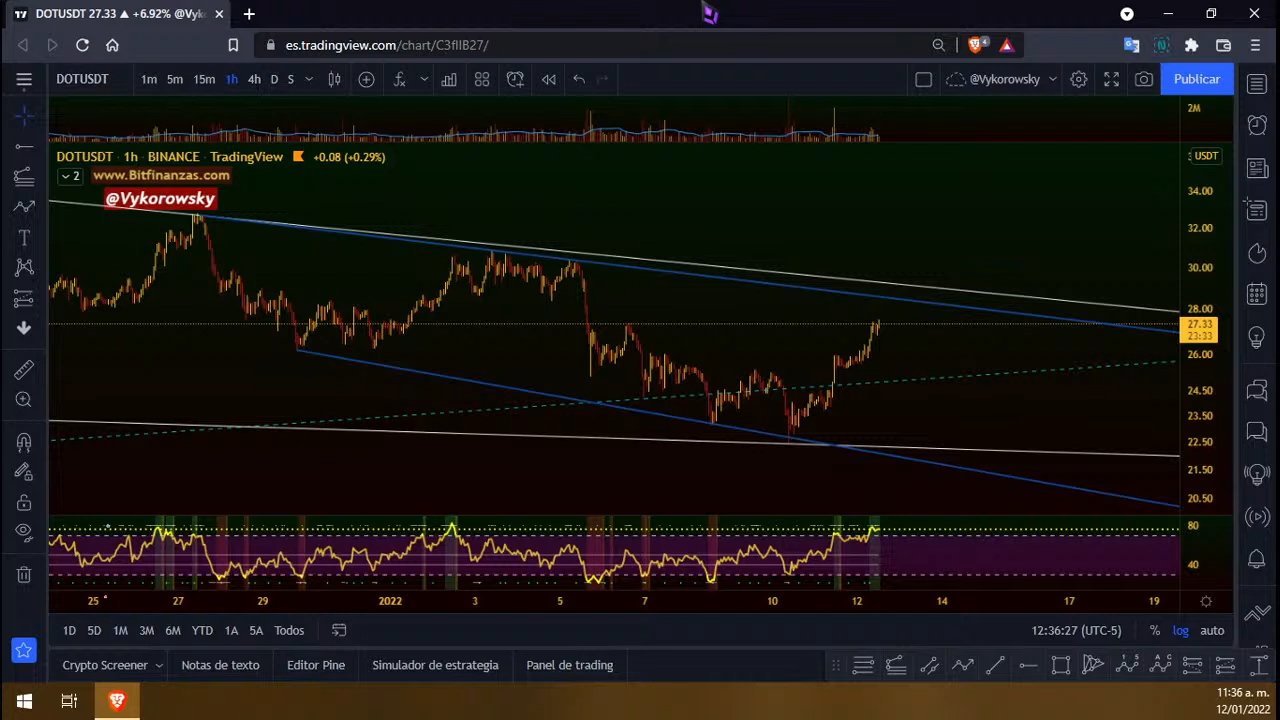 DOTUSDT 27.33 ▲ +6.92% @Vyk
es.tradingview.com/chart/C3flIB27/
4
DOTUSDT 1m 5m 15m 1h 4h D S
@Vykorowsky
Publicar
2M
DOTUSDT · 1h · BINANCE · TradingView +0.08 (+0.29%)
USDT
2 www.Bitfinanzas.com
@Vykorowsky
34.00
32.00
30.00
28.00
27.33
23:33
26.00
24.50
23.50
22.50
21.50
20.50
80
40
25 27 29 2022 3 5 7 10 12 14 17 19
1D 5D 1M 3M 6M YTD 1A 5A Todos
12:36:27 (UTC-5) % log auto
Crypto Screener Notas de texto Editor Pine Simulador de estrategia Panel de trading
11:36 a. m.
12/01/2022